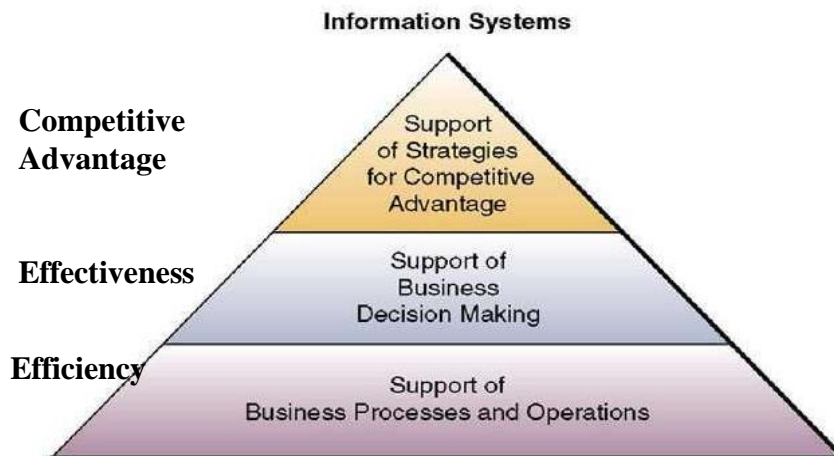 Information Systems
Competitive
Advantage
Support
of Strategies
for Competitive
Advantage
Effectiveness
Support of
Business
Decision Making
Efficiency
Support of
Business Processes and Operations